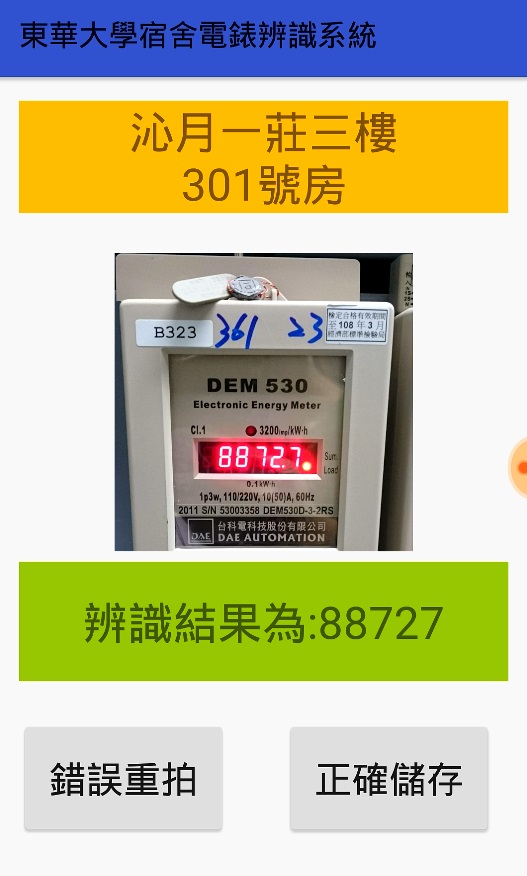 東華大學宿舍電錶辨識系統
沁月一莊三樓
301號房
B323
361 23
檢定合格有效期間
至 108 年 3 月
經濟部標準檢驗局
DEM 530
Electronic Energy Meter
Cl.1 3200imp/kW·h
8872.7
Sum
Load
0.1kW·h
1p3w, 110/220V, 10(50)A, 60Hz
2011 S/N 53003358 DEM530D-3-2RS
DAE 台科電科技股份有限公司
DAE AUTOMATION
辨識結果為:88727
錯誤重拍 正確儲存